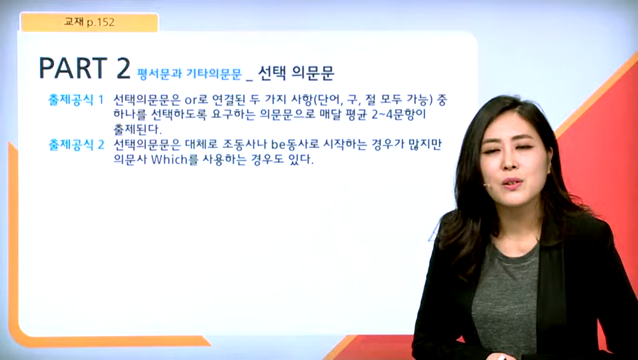 교재 p.152
PART 2 평서문과 기타의문문 _ 선택 의문문
출제공식 1 선택의문문은 or로 연결된 두 가지 사항(단어, 구, 절 모두 가능) 중
하나를 선택하도록 요구하는 의문문으로 매달 평균 2~4문항이
출제된다.
출제공식 2 선택의문문은 대체로 조동사나 be동사로 시작하는 경우가 많지만
의문사 Which를 사용하는 경우도 있다.